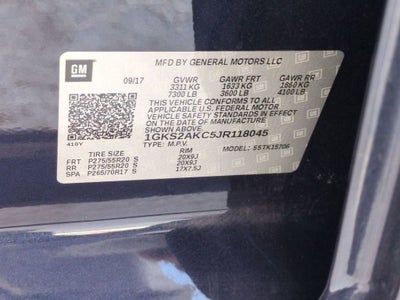 GM
MFD BY GENERAL MOTORS LLC
09/17 GVWR GAWR FRT GAWR RR
3311 KG 1633 KG 1860 KG
7300 LB 3600 LB 4100 LB
THIS VEHICLE CONFORMS TO ALL
APPLICABLE U.S. FEDERAL MOTOR
VEHICLE SAFETY STANDARDS IN EFFECT
ON THE DATE OF MANUFACTURE
SHOWN ABOVE.
1GKS2AKC5JR118045
TYPE: M.P.V. MODEL: SSTK15706
RIM
FRT P275/55R20 S 20X9J
RR P275/55R20 S 20X9J
SPA P265/70R17 S 17X7.5J